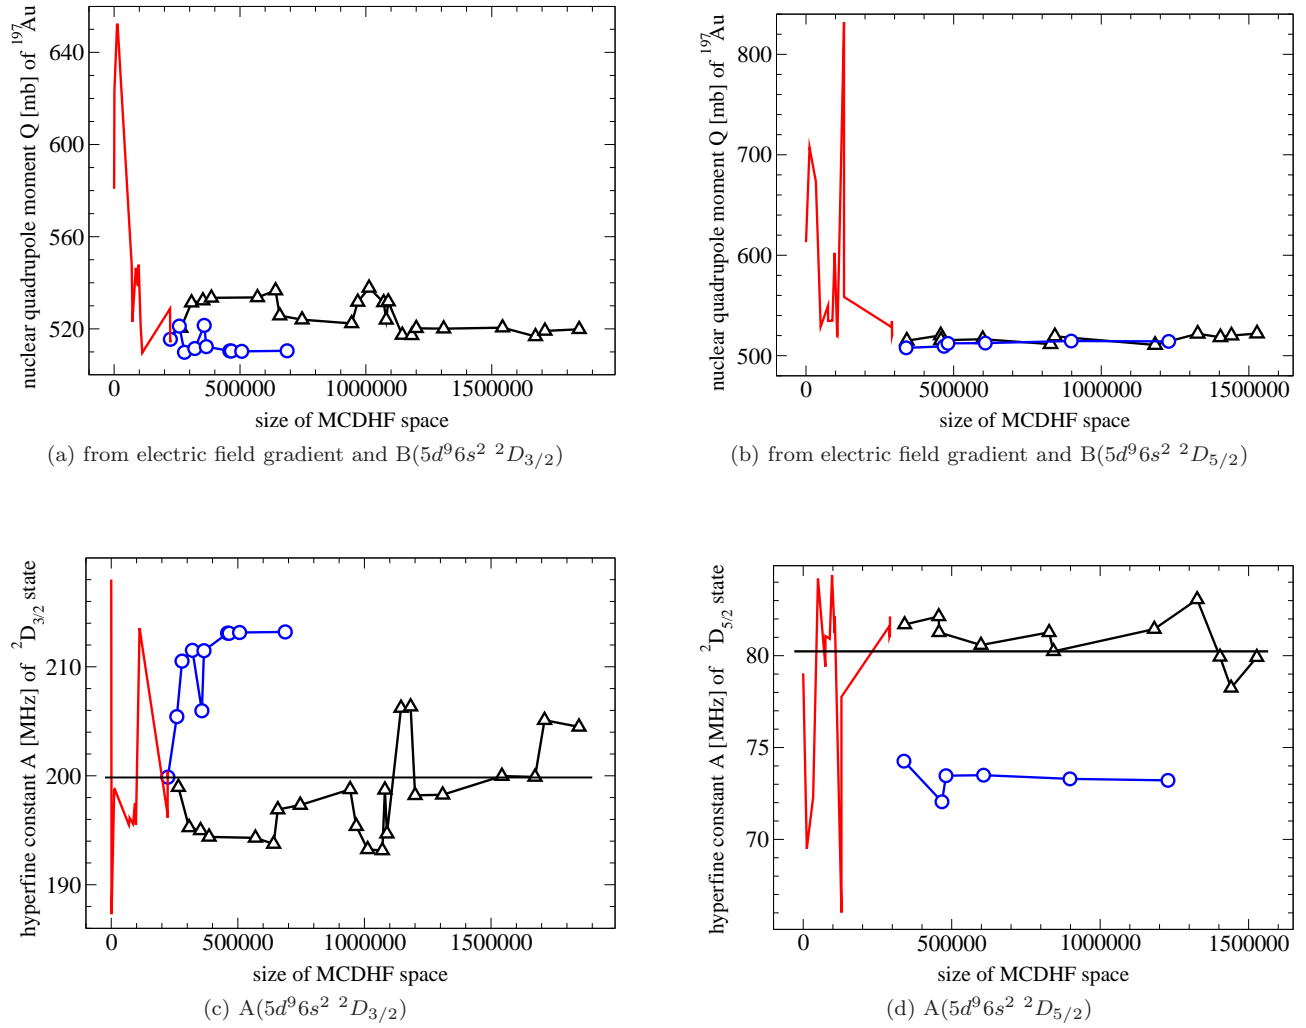 nuclear quadrupole moment Q [mb] of ¹⁹⁷Au
640
600
560
520
0 500000 1000000 1500000
size of MCDHF space
(a) from electric field gradient and B(5d⁹6s² ²D₃/₂)
nuclear quadrupole moment Q [mb] of ¹⁹⁷Au
800
700
600
500
0 500000 1000000 1500000
size of MCDHF space
(b) from electric field gradient and B(5d⁹6s² ²D₅/₂)
hyperfine constant A [MHz] of ²D₃/₂ state
210
200
190
0 500000 1000000 1500000
size of MCDHF space
(c) A(5d⁹6s² ²D₃/₂)
hyperfine constant A [MHz] of ²D₅/₂ state
80
75
70
0 500000 1000000 1500000
size of MCDHF space
(d) A(5d⁹6s² ²D₅/₂)